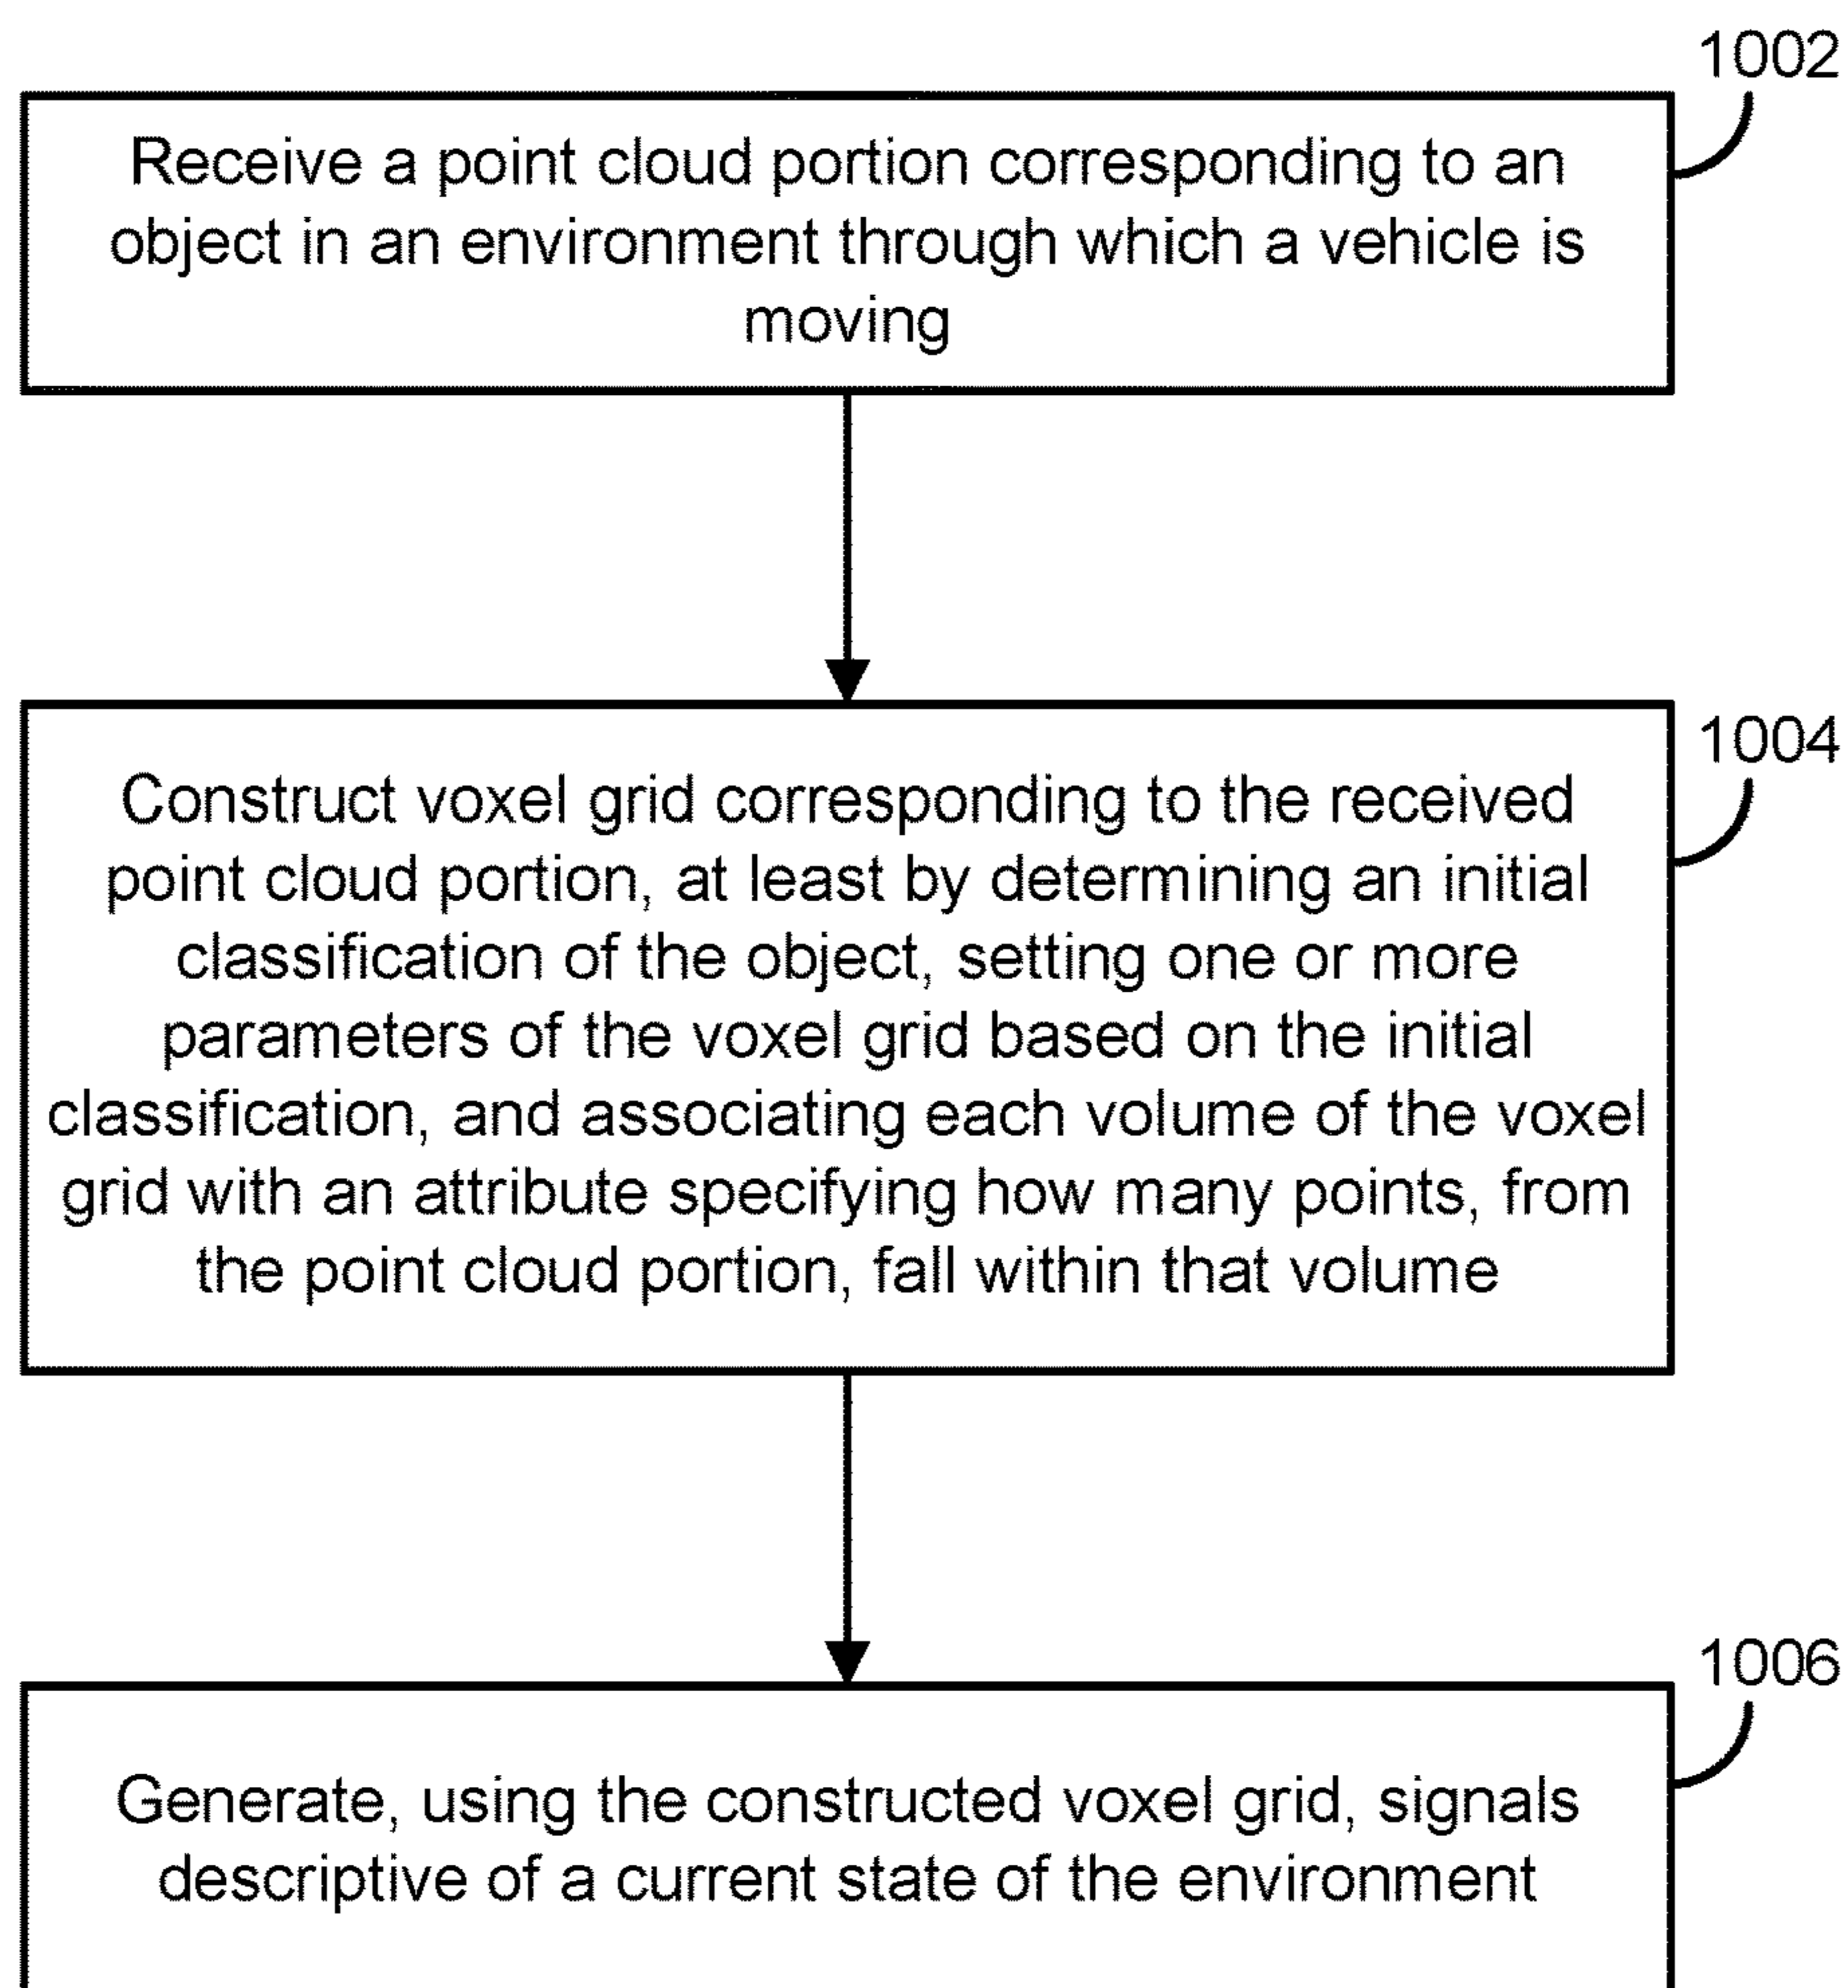 1002
Receive a point cloud portion corresponding to an
object in an environment through which a vehicle is
moving
1004
Construct voxel grid corresponding to the received
point cloud portion, at least by determining an initial
classification of the object, setting one or more
parameters of the voxel grid based on the initial
classification, and associating each volume of the voxel
grid with an attribute specifying how many points, from
the point cloud portion, fall within that volume
1006
Generate, using the constructed voxel grid, signals
descriptive of a current state of the environment